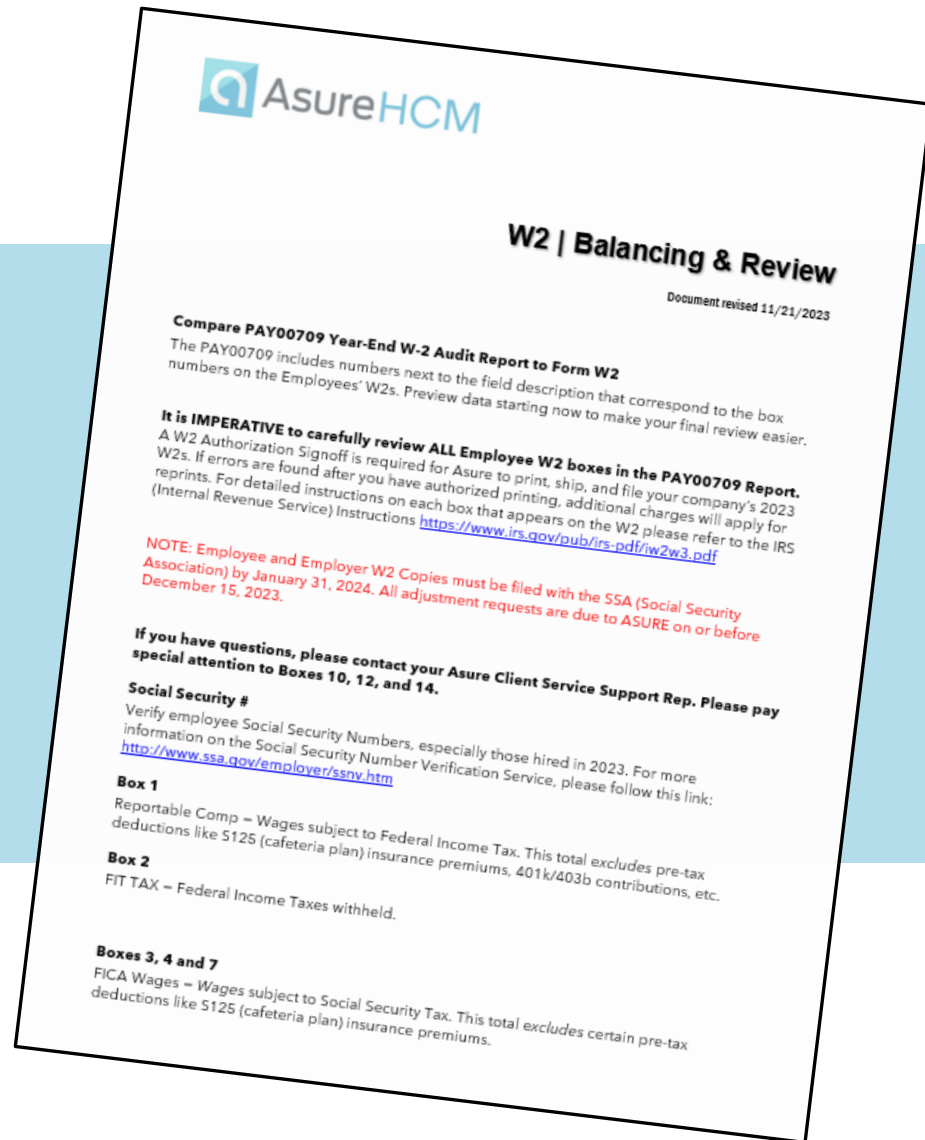 AsureHCM
W2 | Balancing & Review
Document revised 11/21/2023
Compare PAY00709 Year-End W-2 Audit Report to Form W2
The PAY00709 includes numbers next to the field description that correspond to the box
numbers on the Employees' W2s. Preview data starting now to make your final review easier.
It is IMPERATIVE to carefully review ALL Employee W2 boxes in the PAY00709 Report.
A W2 Authorization Signoff is required for Asure to print, ship, and file your company's 2023
W2s. If errors are found after you have authorized printing, additional charges will apply for
reprints. For detailed instructions on each box that appears on the W2 please refer to the IRS
(Internal Revenue Service) Instructions https://www.irs.gov/pub/irs-pdf/iw2w3.pdf
NOTE: Employee and Employer W2 Copies must be filed with the SSA (Social Security
Association) by January 31, 2024. All adjustment requests are due to ASURE on or before
December 15, 2023.
If you have questions, please contact your Asure Client Service Support Rep. Please pay
special attention to Boxes 10, 12, and 14.
Social Security #
Verify employee Social Security Numbers, especially those hired in 2023. For more
information on the Social Security Number Verification Service, please follow this link:
http://www.ssa.gov/employer/ssnv.htm
Box 1
Reportable Comp – Wages subject to Federal Income Tax. This total excludes pre-tax
deductions like S125 (cafeteria plan) insurance premiums, 401k/403b contributions, etc.
Box 2
FIT TAX – Federal Income Taxes withheld.
Boxes 3, 4 and 7
FICA Wages – Wages subject to Social Security Tax. This total excludes certain pre-tax
deductions like S125 (cafeteria plan) insurance premiums.